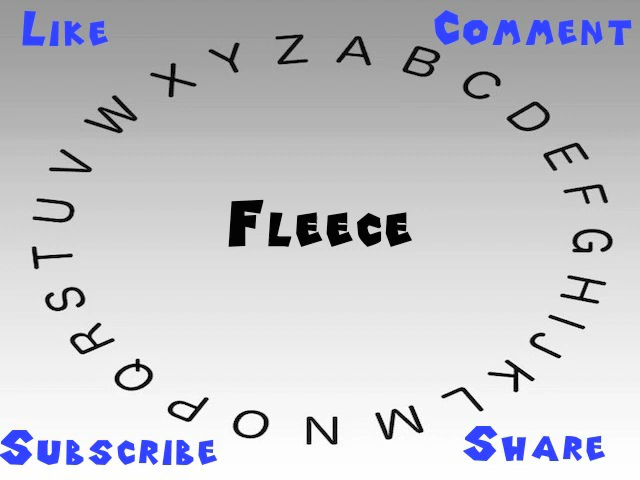 Like
Comment
A B C D E F G H I J K L M N O P Q R S T U V W X Y Z
Fleece
Subscribe
Share